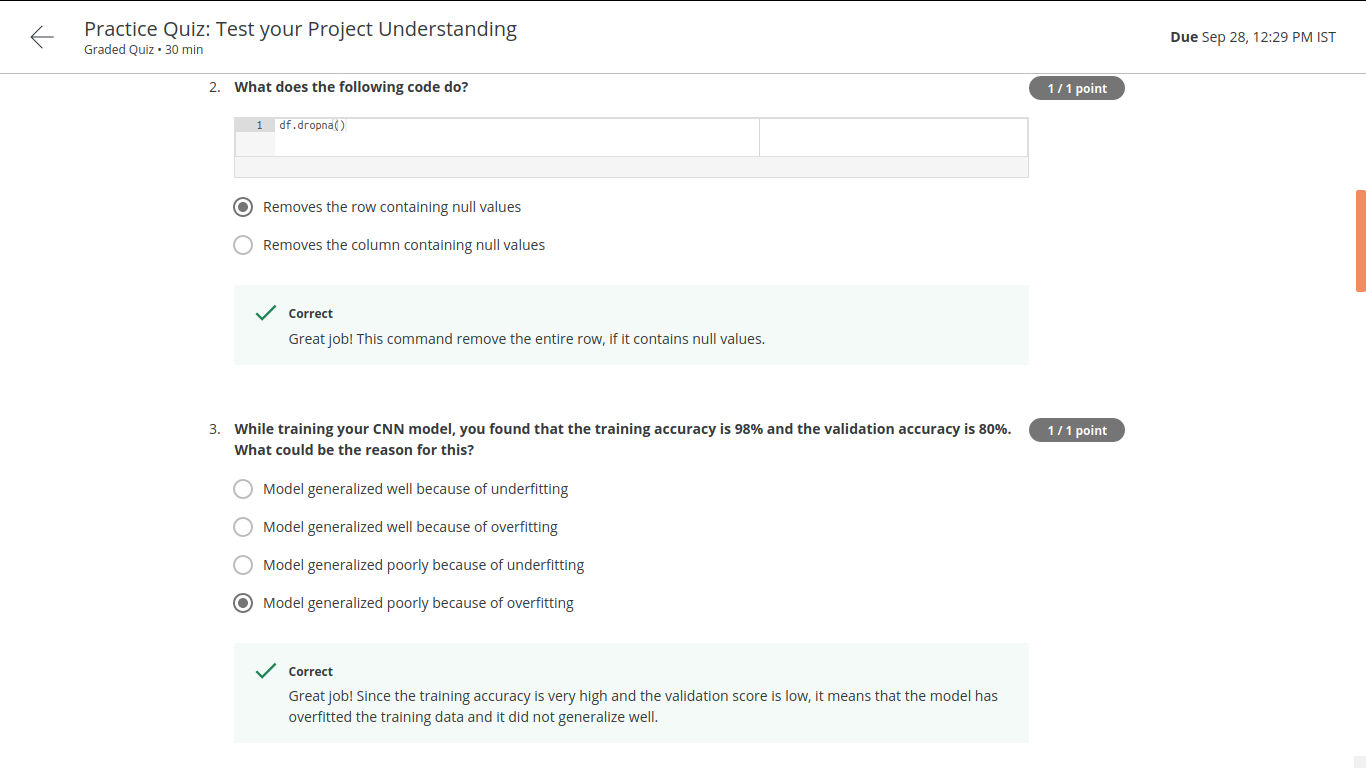 Practice Quiz: Test your Project Understanding
Graded Quiz • 30 min
Due Sep 28, 12:29 PM IST
2. What does the following code do?
1 / 1 point
1 df.dropna()
Removes the row containing null values
Removes the column containing null values
Correct
Great job! This command remove the entire row, if it contains null values.
3. While training your CNN model, you found that the training accuracy is 98% and the validation accuracy is 80%.
What could be the reason for this?
1 / 1 point
Model generalized well because of underfitting
Model generalized well because of overfitting
Model generalized poorly because of underfitting
Model generalized poorly because of overfitting
Correct
Great job! Since the training accuracy is very high and the validation score is low, it means that the model has
overfitted the training data and it did not generalize well.